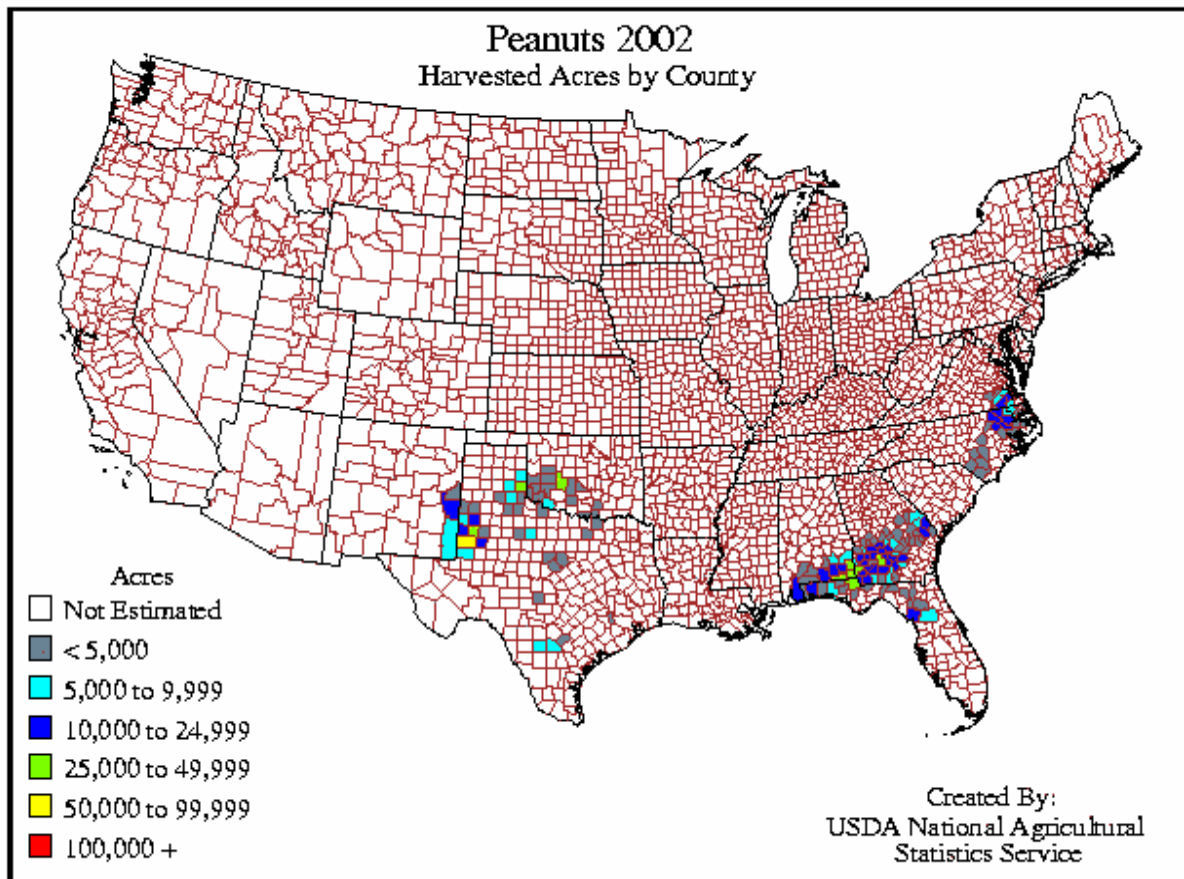 Peanuts 2002
Harvested Acres by County
Acres
Not Estimated
< 5,000
5,000 to 9,999
10,000 to 24,999
25,000 to 49,999
50,000 to 99,999
100,000 +
Created By:
USDA National Agricultural
Statistics Service